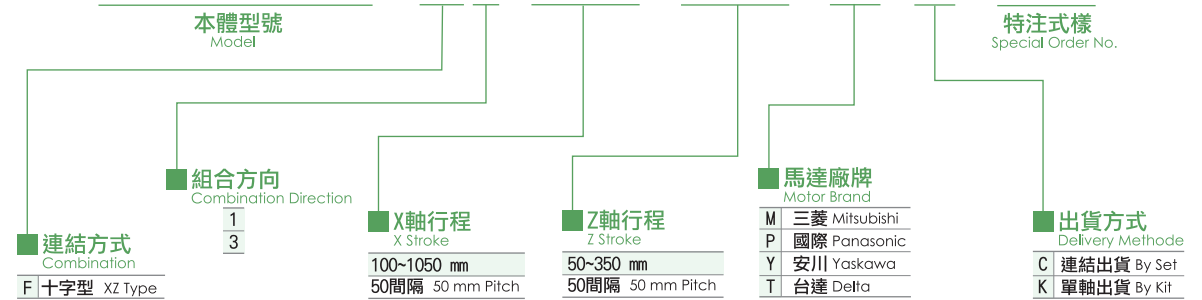 本體型號
Model
特注式樣
Special Order No.
組合方向
Combination Direction
1
3
馬達廠牌
Motor Brand
M 三菱 Mitsubishi
P 國際 Panasonic
Y 安川 Yaskawa
T 台達 Delta
連結方式
Combination
F 十字型 XZ Type
X軸行程
X Stroke
100~1050 mm
50間隔 50 mm Pitch
Z軸行程
Z Stroke
50~350 mm
50間隔 50 mm Pitch
出貨方式
Delivery Methode
C 連結出貨 By Set
K 單軸出貨 By Kit